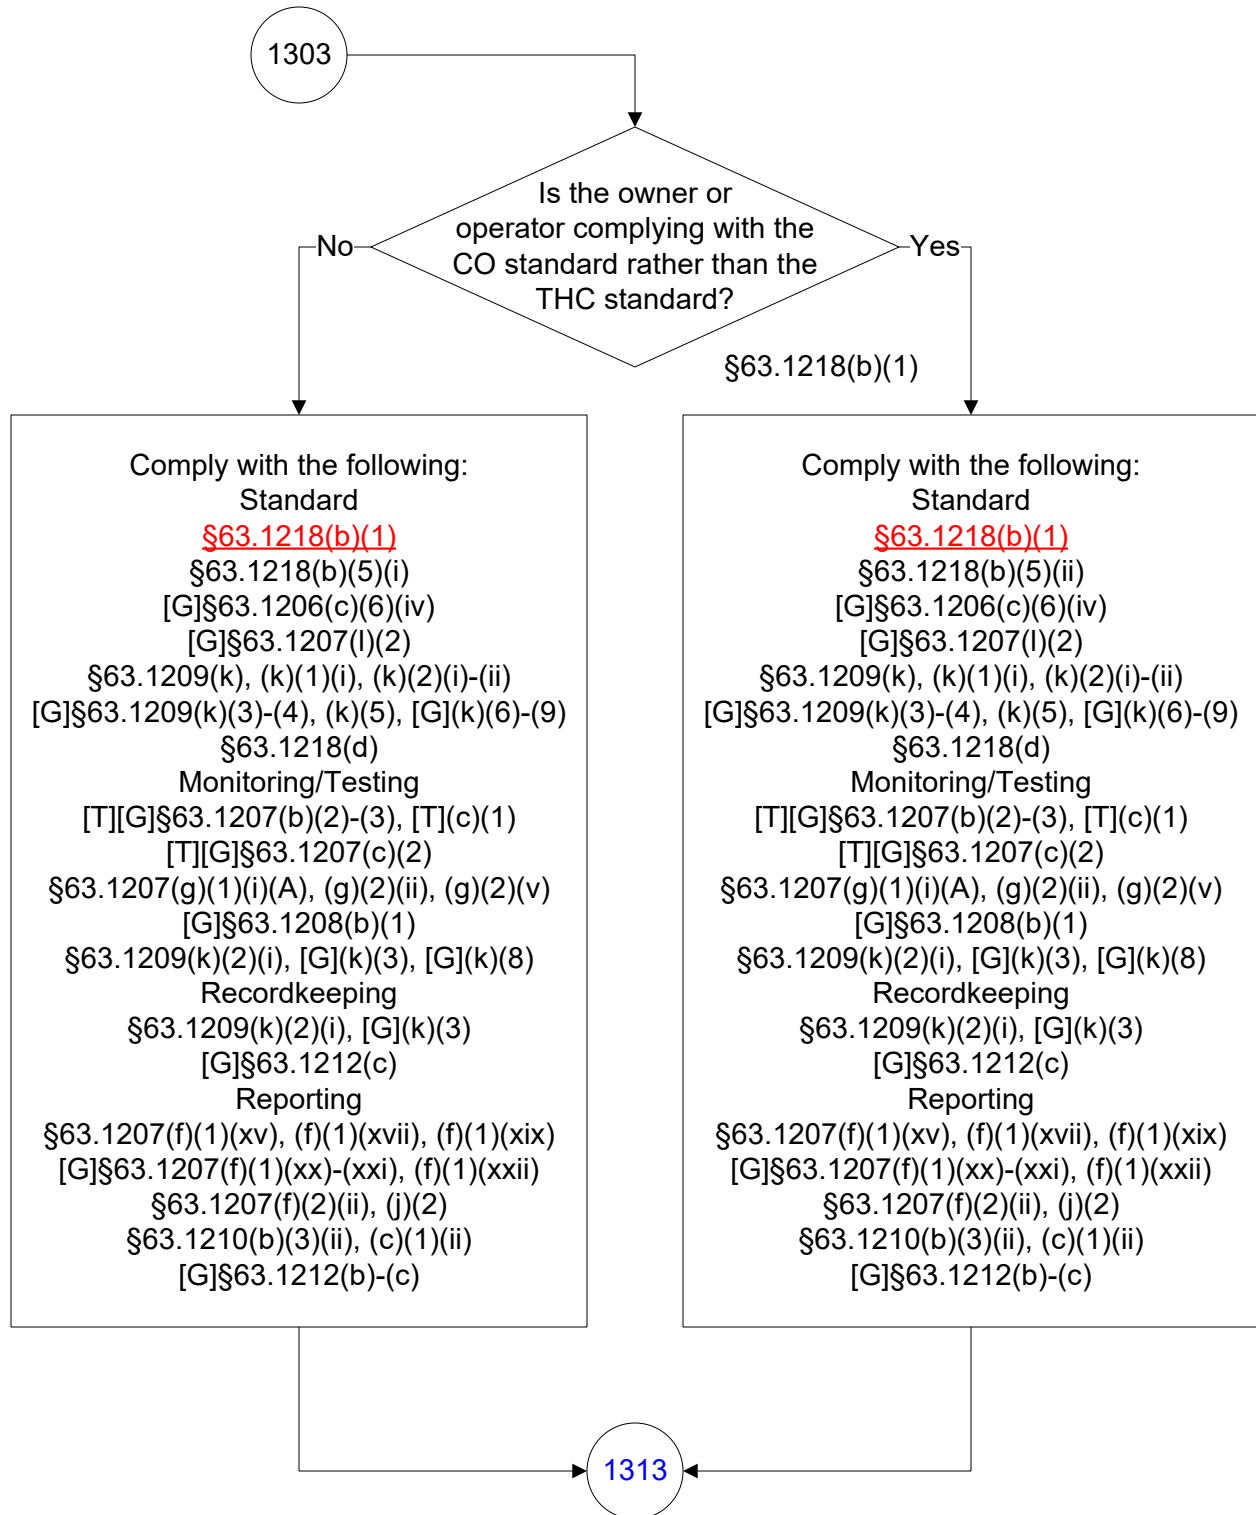 1303
Is the owner or
operator complying with the
CO standard rather than the
THC standard?
No
Yes
§63.1218(b)(1)
Comply with the following:
Standard
§63.1218(b)(1)
§63.1218(b)(5)(i)
[G]§63.1206(c)(6)(iv)
[G]§63.1207(l)(2)
§63.1209(k), (k)(1)(i), (k)(2)(i)-(ii)
[G]§63.1209(k)(3)-(4), (k)(5), [G](k)(6)-(9)
§63.1218(d)
Monitoring/Testing
[T][G]§63.1207(b)(2)-(3), [T](c)(1)
[T][G]§63.1207(c)(2)
§63.1207(g)(1)(i)(A), (g)(2)(ii), (g)(2)(v)
[G]§63.1208(b)(1)
§63.1209(k)(2)(i), [G](k)(3), [G](k)(8)
Recordkeeping
§63.1209(k)(2)(i), [G](k)(3)
[G]§63.1212(c)
Reporting
§63.1207(f)(1)(xv), (f)(1)(xvii), (f)(1)(xix)
[G]§63.1207(f)(1)(xx)-(xxi), (f)(1)(xxii)
§63.1207(f)(2)(ii), (j)(2)
§63.1210(b)(3)(ii), (c)(1)(ii)
[G]§63.1212(b)-(c)
Comply with the following:
Standard
§63.1218(b)(1)
§63.1218(b)(5)(ii)
[G]§63.1206(c)(6)(iv)
[G]§63.1207(l)(2)
§63.1209(k), (k)(1)(i), (k)(2)(i)-(ii)
[G]§63.1209(k)(3)-(4), (k)(5), [G](k)(6)-(9)
§63.1218(d)
Monitoring/Testing
[T][G]§63.1207(b)(2)-(3), [T](c)(1)
[T][G]§63.1207(c)(2)
§63.1207(g)(1)(i)(A), (g)(2)(ii), (g)(2)(v)
[G]§63.1208(b)(1)
§63.1209(k)(2)(i), [G](k)(3), [G](k)(8)
Recordkeeping
§63.1209(k)(2)(i), [G](k)(3)
[G]§63.1212(c)
Reporting
§63.1207(f)(1)(xv), (f)(1)(xvii), (f)(1)(xix)
[G]§63.1207(f)(1)(xx)-(xxi), (f)(1)(xxii)
§63.1207(f)(2)(ii), (j)(2)
§63.1210(b)(3)(ii), (c)(1)(ii)
[G]§63.1212(b)-(c)
1313